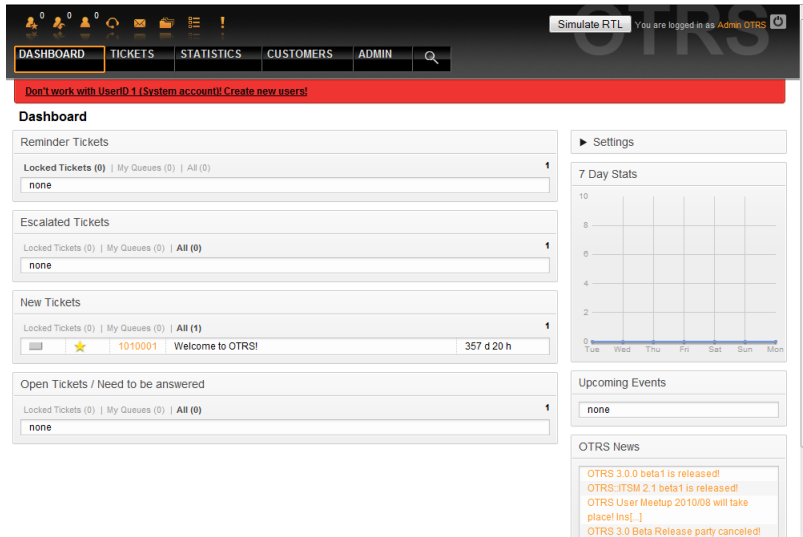 0 0 0
Simulate RTL You are logged in as Admin OTRS
OTRS
DASHBOARD TICKETS STATISTICS CUSTOMERS ADMIN
Don't work with UserID 1 (System account)! Create new users!
Dashboard
Reminder Tickets
Locked Tickets (0) | My Queues (0) | All (0) 1
none
Escalated Tickets
Locked Tickets (0) | My Queues (0) | All (0) 1
none
New Tickets
Locked Tickets (0) | My Queues (0) | All (1) 1
1010001 Welcome to OTRS! 357 d 20 h
Open Tickets / Need to be answered
Locked Tickets (0) | My Queues (0) | All (0) 1
none
Settings
7 Day Stats
10
8
6
4
2
0
Tue Wed Thu Fri Sat Sun Mon
Upcoming Events
none
OTRS News
OTRS 3.0.0 beta1 is released!
OTRS::ITSM 2.1 beta1 is released!
OTRS User Meetup 2010/08 will take
place! Ins[...]
OTRS 3.0 Beta Release party canceled!